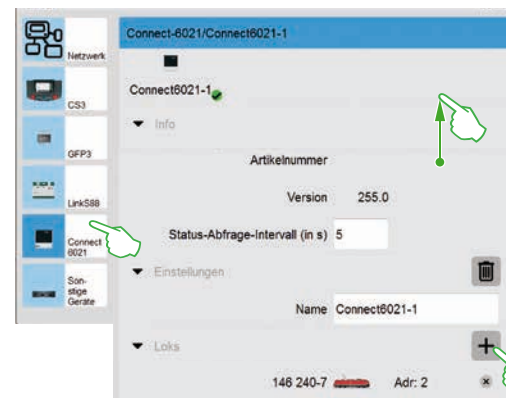 Netzwerk
CS3
GFP3
LinkS88
Connect
6021
Son-
stige
Geräte
Connect-6021/Connect6021-1
Connect6021-1
Info
Artikelnummer
Version 255.0
Status-Abfrage-Intervall (in s) 5
Einstellungen
Name Connect6021-1
Loks
146 240-7 Adr: 2